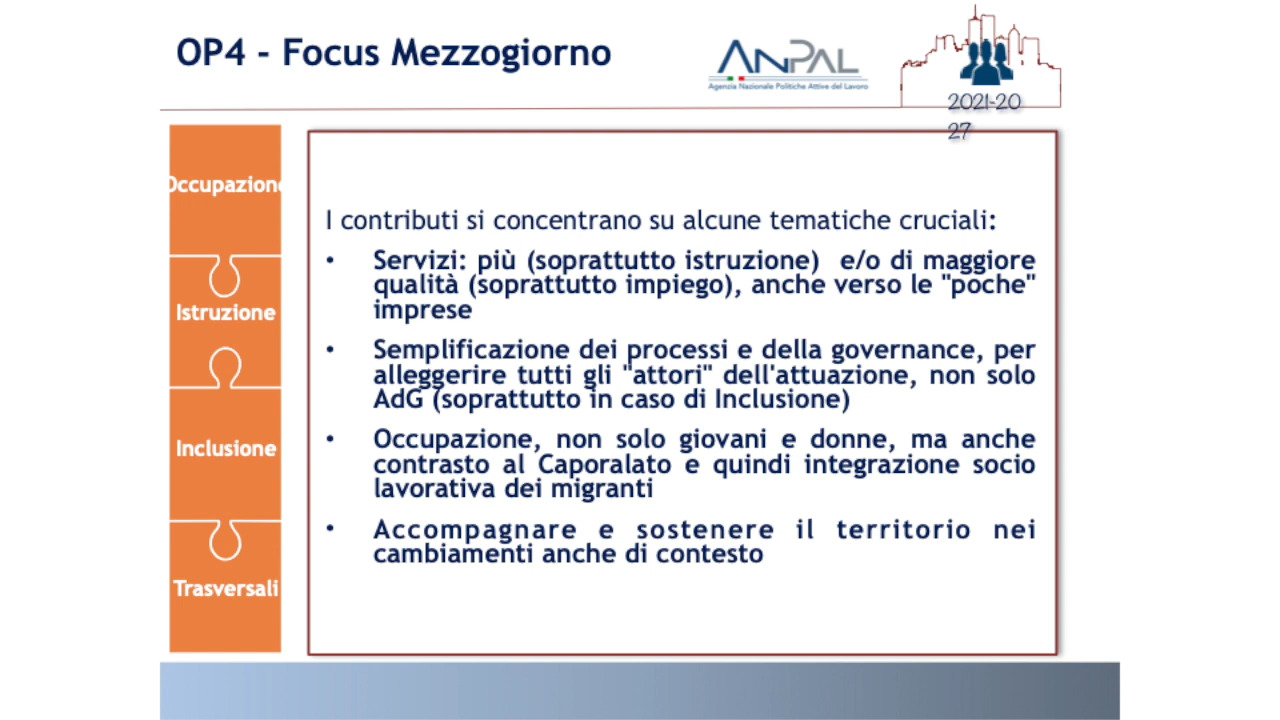 OP4 - Focus Mezzogiorno
ANPAL
Agenzia Nazionale Politiche Attive del Lavoro
2021-20
27
Occupazione
Istruzione
Inclusione
Trasversali
I contributi si concentrano su alcune tematiche cruciali:
• Servizi: più (soprattutto istruzione) e/o di maggiore
qualità (soprattutto impiego), anche verso le "poche"
imprese
• Semplificazione dei processi e della governance, per
alleggerire tutti gli "attori" dell'attuazione, non solo
AdG (soprattutto in caso di Inclusione)
• Occupazione, non solo giovani e donne, ma anche
contrasto al Caporalato e quindi integrazione socio
lavorativa dei migranti
• Accompagnare e sostenere il territorio nei
cambiamenti anche di contesto